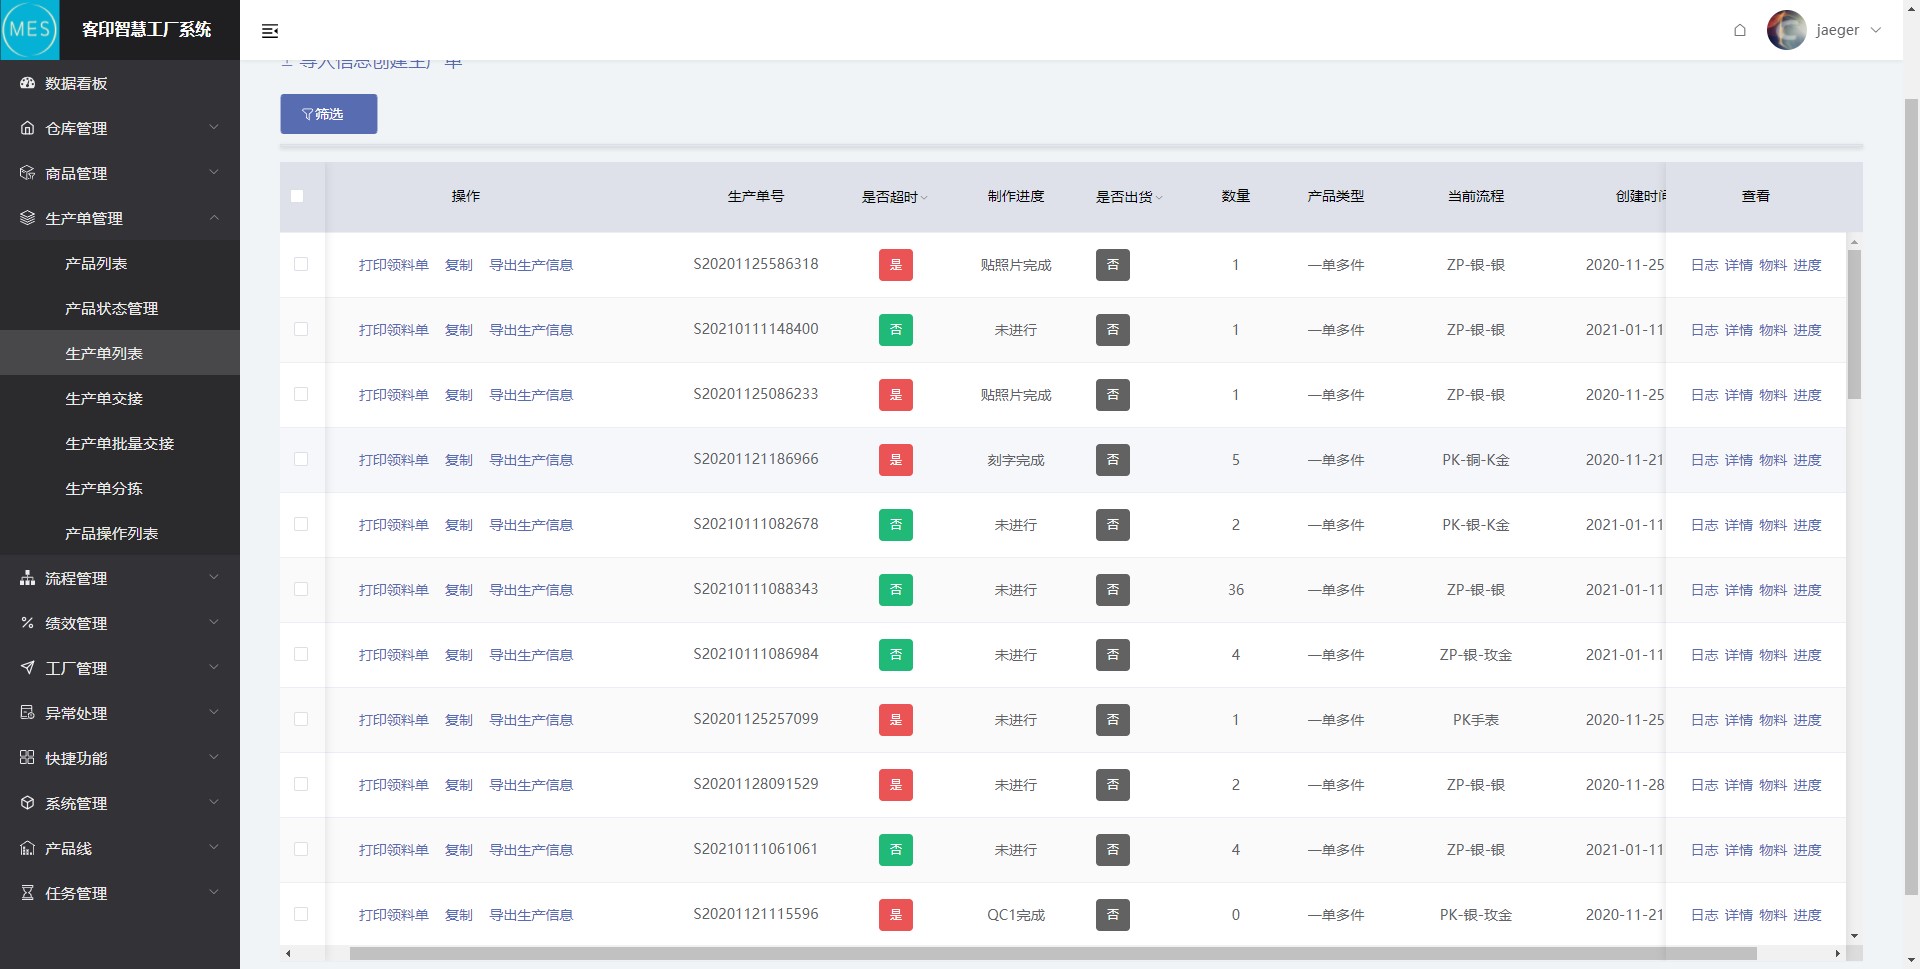 MES
客印智慧工厂系统
jaeger
数据看板
仓库管理
商品管理
生产单管理
产品列表
产品状态管理
生产单列表
生产单交接
生产单批量交接
生产单分拣
产品操作列表
流程管理
绩效管理
工厂管理
异常处理
快捷功能
系统管理
产品线
任务管理
导入信息创建生产单
筛选
操作 生产单号 是否超时 制作进度 是否出货 数量 产品类型 当前流程 创建时间 查看
打印领料单 复制 导出生产信息 S20201125586318 是 贴照片完成 否 1 一单多件 ZP-银-银 2020-11-25 日志 详情 物料 进度
打印领料单 复制 导出生产信息 S20210111148400 否 未进行 否 1 一单多件 ZP-银-银 2021-01-11 日志 详情 物料 进度
打印领料单 复制 导出生产信息 S20201125086233 是 贴照片完成 否 1 一单多件 ZP-银-银 2020-11-25 日志 详情 物料 进度
打印领料单 复制 导出生产信息 S20201121186966 是 刻字完成 否 5 一单多件 PK-铜-K金 2020-11-21 日志 详情 物料 进度
打印领料单 复制 导出生产信息 S20210111082678 否 未进行 否 2 一单多件 PK-银-K金 2021-01-11 日志 详情 物料 进度
打印领料单 复制 导出生产信息 S20210111088343 否 未进行 否 36 一单多件 ZP-银-银 2021-01-11 日志 详情 物料 进度
打印领料单 复制 导出生产信息 S20210111086984 否 未进行 否 4 一单多件 ZP-银-玫金 2021-01-11 日志 详情 物料 进度
打印领料单 复制 导出生产信息 S20201125257099 是 未进行 否 1 一单多件 PK手表 2020-11-25 日志 详情 物料 进度
打印领料单 复制 导出生产信息 S20201128091529 是 未进行 否 2 一单多件 ZP-银-银 2020-11-28 日志 详情 物料 进度
打印领料单 复制 导出生产信息 S20210111061061 否 未进行 否 4 一单多件 ZP-银-银 2021-01-11 日志 详情 物料 进度
打印领料单 复制 导出生产信息 S20201121115596 是 QC1完成 否 0 一单多件 PK-银-玫金 2020-11-21 日志 详情 物料 进度